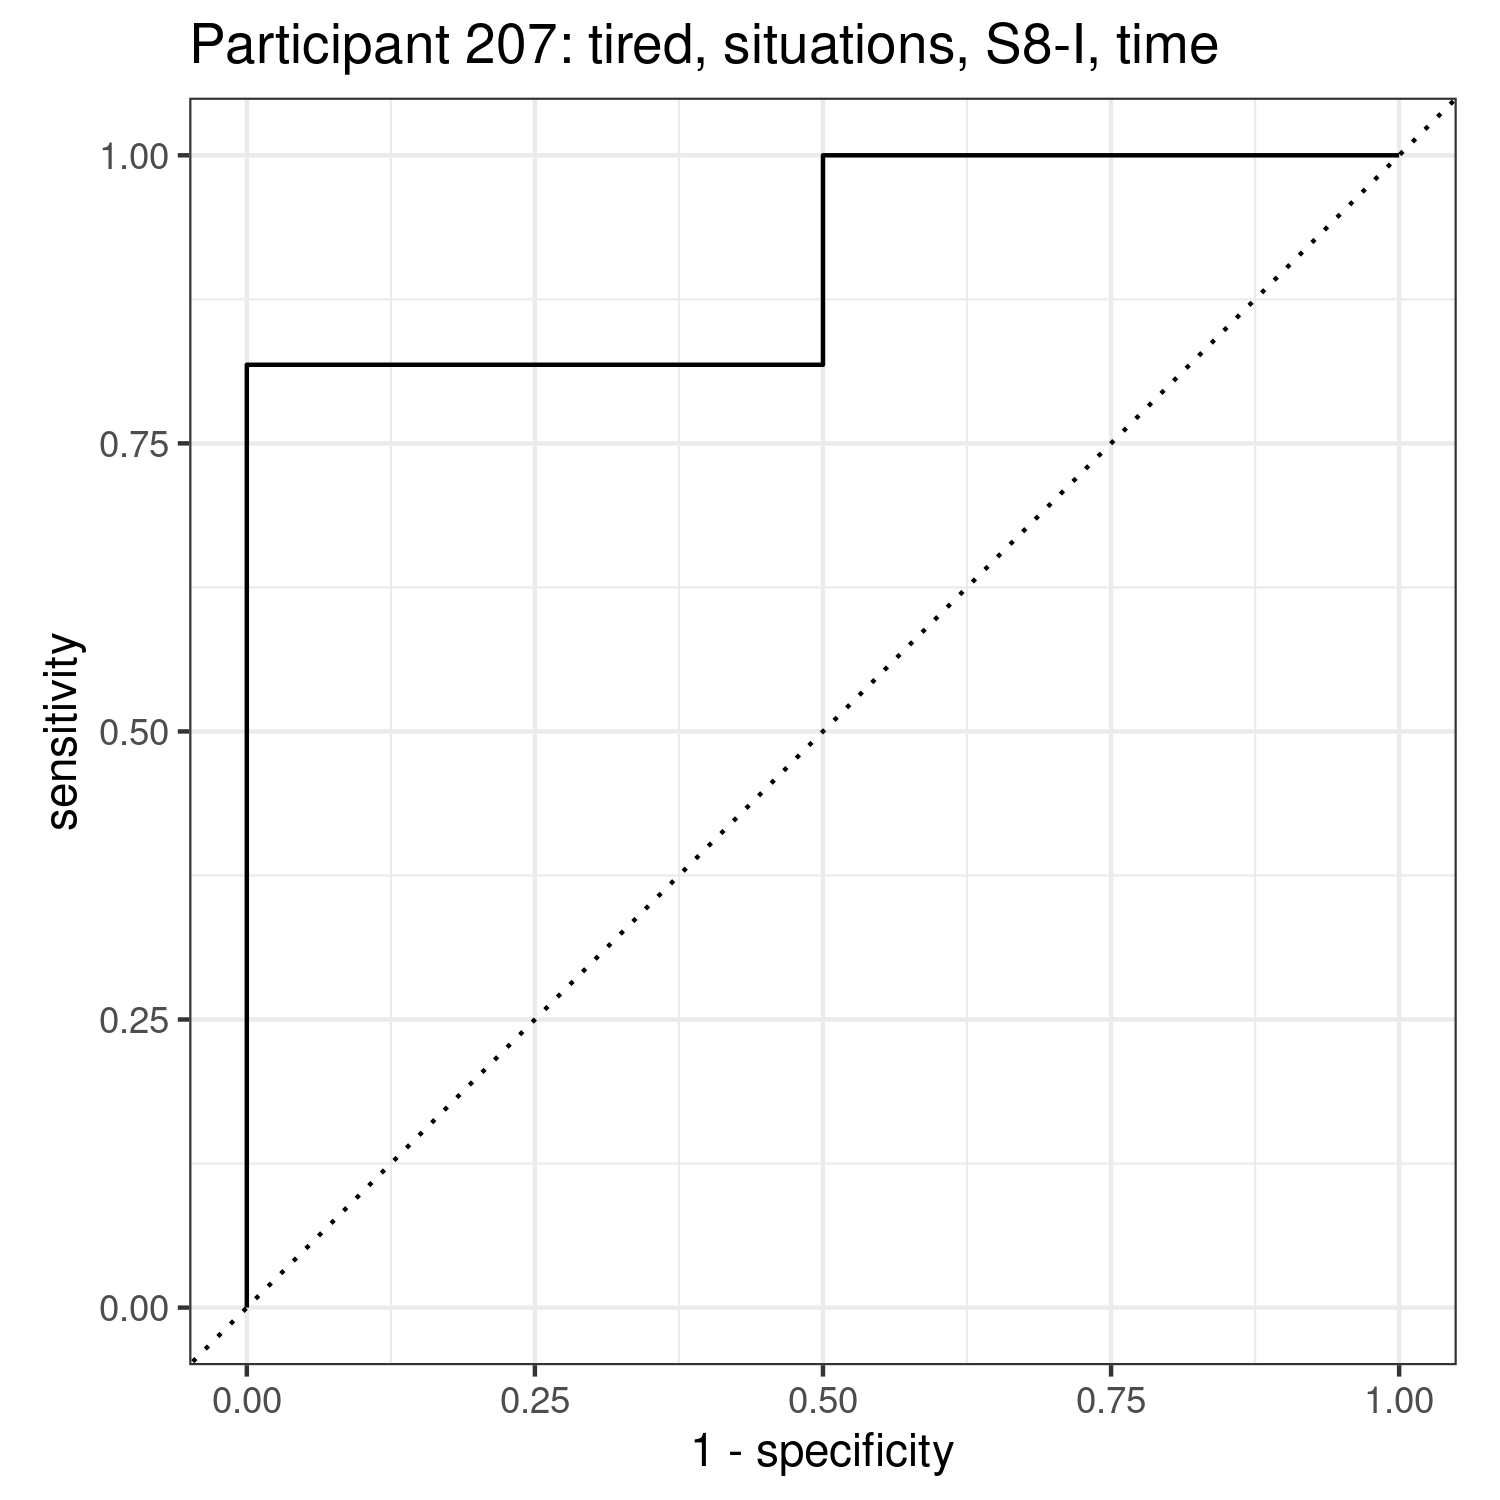 Participant 207: tired, situations, S8-I, time
1.00
0.75
0.50
0.25
0.00
sensitivity
0.00 0.25 0.50 0.75 1.00
1 - specificity